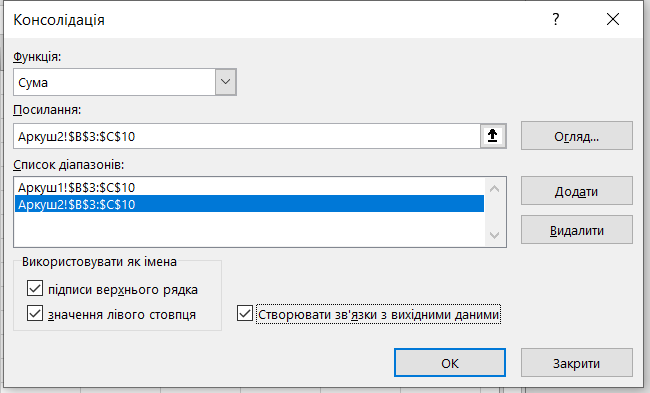 Консолідація
Функція:
Сума
Посилання:
Аркуш2!$B$3:$C$10
Огляд...
Список діапазонів:
Аркуш1!$B$3:$C$10
Аркуш2!$B$3:$C$10
Додати
Видалити
Використовувати як імена
підписи верхнього рядка
значення лівого стовпця
Створювати зв'язки з вихідними даними
ОК
Закрити